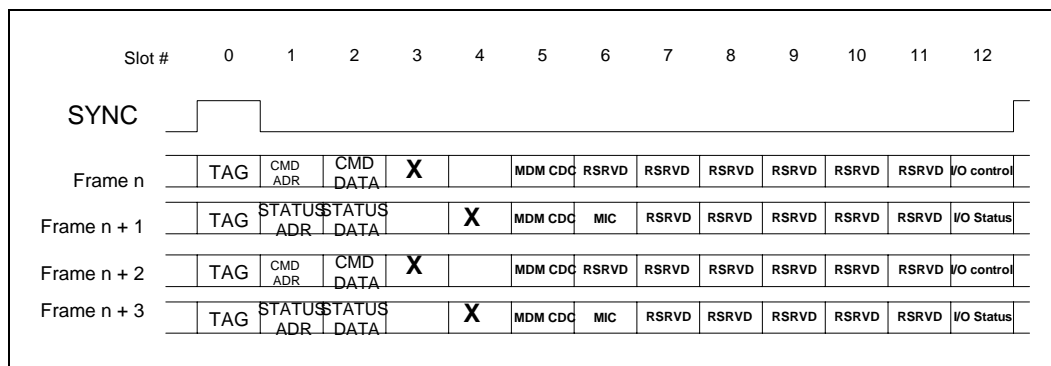 Slot # 0 1 2 3 4 5 6 7 8 9 10 11 12
SYNC
Frame n TAG CMD ADR CMD DATA X MDM CDC RSRVD RSRVD RSRVD RSRVD RSRVD RSRVD I/O control
Frame n + 1 TAG STATUS ADR STATUS DATA X MDM CDC MIC RSRVD RSRVD RSRVD RSRVD RSRVD I/O Status
Frame n + 2 TAG CMD ADR CMD DATA X MDM CDC RSRVD RSRVD RSRVD RSRVD RSRVD RSRVD I/O control
Frame n + 3 TAG STATUS ADR STATUS DATA X MDM CDC MIC RSRVD RSRVD RSRVD RSRVD RSRVD I/O Status